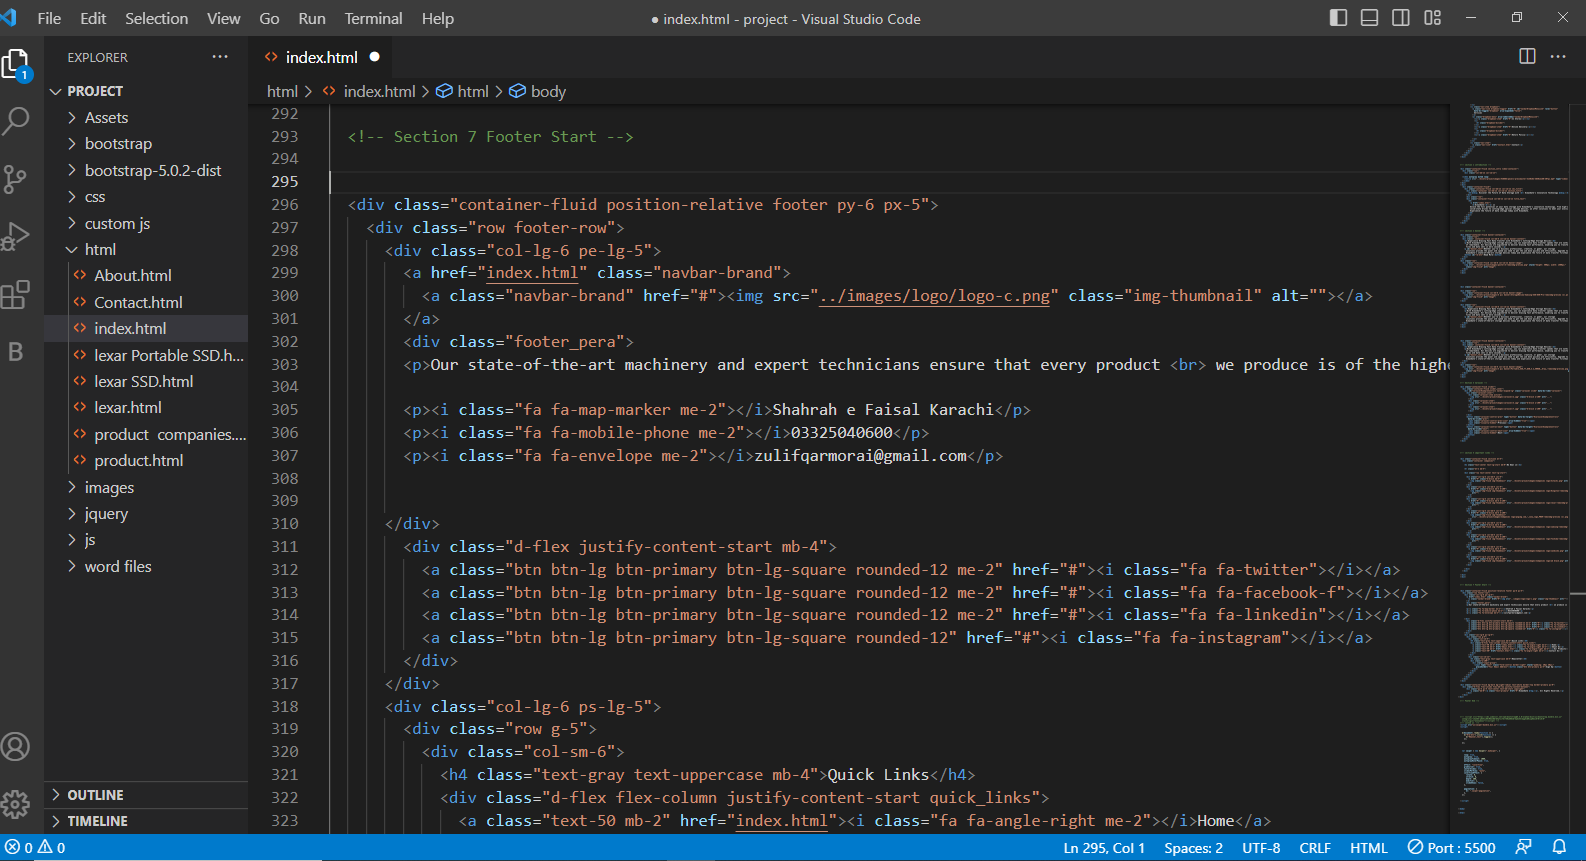 File Edit Selection View Go Run Terminal Help
● index.html - project - Visual Studio Code
EXPLORER ···
1
PROJECT
Assets
bootstrap
bootstrap-5.0.2-dist
css
custom js
html
About.html
Contact.html
index.html
lexar Portable SSD.h...
lexar SSD.html
lexar.html
product companies....
product.html
images
jquery
js
word files
OUTLINE
TIMELINE
B
<> index.html ●
html > <> index.html > html > body
292
293 <!-- Section 7 Footer Start -->
294
295
296 <div class="container-fluid position-relative footer py-6 px-5">
297 <div class="row footer-row">
298 <div class="col-lg-6 pe-lg-5">
299 <a href="index.html" class="navbar-brand">
300 <a class="navbar-brand" href="#"><img src="../images/logo/logo-c.png" class="img-thumbnail" alt=""></a>
301 </a>
302 <div class="footer_pera">
303 <p>Our state-of-the-art machinery and expert technicians ensure that every product <br> we produce is of the highe
304
305 <p><i class="fa fa-map-marker me-2"></i>Shahrah e Faisal Karachi</p>
306 <p><i class="fa fa-mobile-phone me-2"></i>03325040600</p>
307 <p><i class="fa fa-envelope me-2"></i>zulifqarmorai@gmail.com</p>
308
309
310 </div>
311 <div class="d-flex justify-content-start mb-4">
312 <a class="btn btn-lg btn-primary btn-lg-square rounded-12 me-2" href="#"><i class="fa fa-twitter"></i></a>
313 <a class="btn btn-lg btn-primary btn-lg-square rounded-12 me-2" href="#"><i class="fa fa-facebook-f"></i></a>
314 <a class="btn btn-lg btn-primary btn-lg-square rounded-12 me-2" href="#"><i class="fa fa-linkedin"></i></a>
315 <a class="btn btn-lg btn-primary btn-lg-square rounded-12" href="#"><i class="fa fa-instagram"></i></a>
316 </div>
317 </div>
318 <div class="col-lg-6 ps-lg-5">
319 <div class="row g-5">
320 <div class="col-sm-6">
321 <h4 class="text-gray text-uppercase mb-4">Quick Links</h4>
322 <div class="d-flex flex-column justify-content-start quick_links">
323 <a class="text-50 mb-2" href="index.html"><i class="fa fa-angle-right me-2"></i>Home</a>
0 0
Ln 295, Col 1 Spaces: 2 UTF-8 CRLF HTML Port : 5500